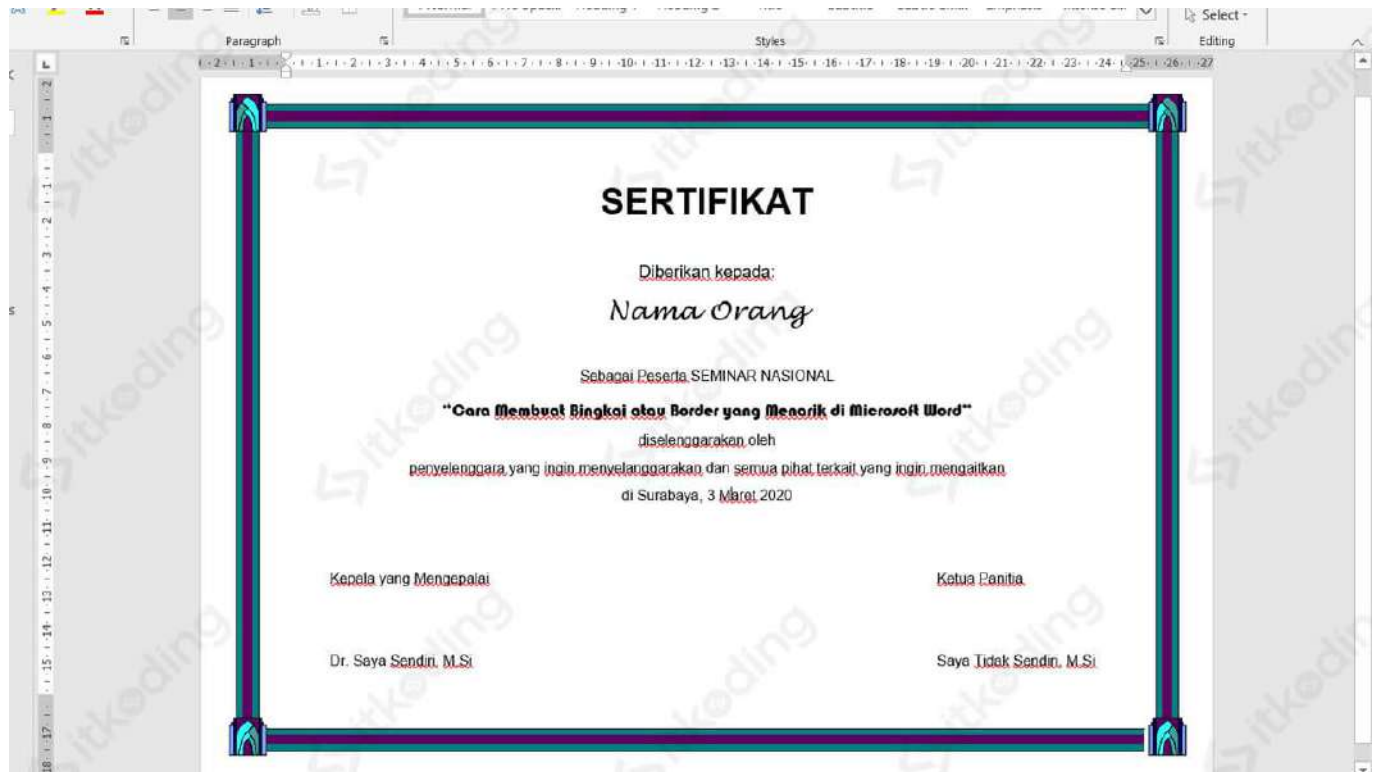 Select
Paragraph
Styles
Editing
SERTIFIKAT
Diberikan kepada:
Nama Orang
Sebagai Peserta SEMINAR NASIONAL
"Cara Membuat Bingkai atau Border yang Menarik di Microsoft Word"
diselenggarakan oleh
penyelenggara yang ingin menyelanggarakan dan semua pihat terkait yang ingin mengaitkan
di Surabaya, 3 Maret 2020
Kepala yang Mengepalai
Ketua Panitia
Dr. Saya Sendiri, M.Si
Saya Tidak Sendiri, M.Si
itkoding